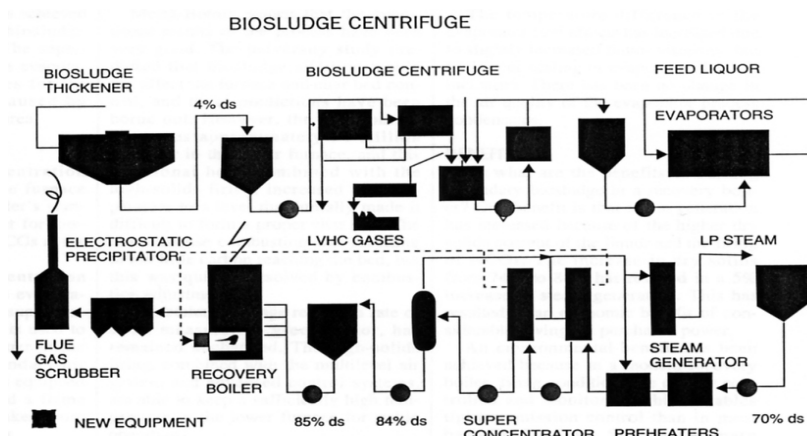 BIOSLUDGE CENTRIFUGE
BIOSLUDGE
THICKENER
4% ds
BIOSLUDGE CENTRIFUGE
FEED LIQUOR
EVAPORATORS
ELECTROSTATIC
PRECIPITATOR
LVHC GASES
LP STEAM
FLUE
GAS
SCRUBBER
RECOVERY
BOILER
STEAM
GENERATOR
NEW EQUIPMENT
85% ds
84% ds
SUPER
CONCENTRATOR
PREHEATERS
70% ds